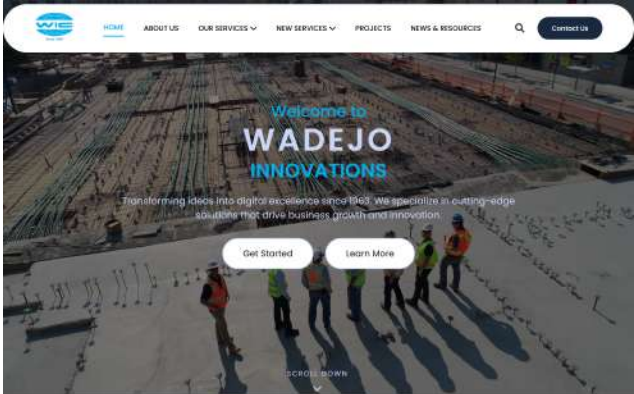 WIC
HOME
ABOUT US
OUR SERVICES
NEW SERVICES
PROJECTS
NEWS & RESOURCES
Contact Us
Welcome to
WADEJO
INNOVATIONS
Transforming ideas into digital excellence since 1963. We specialize in cutting-edge
solutions that drive business growth and innovation.
Get Started
Learn More
SCROLL DOWN